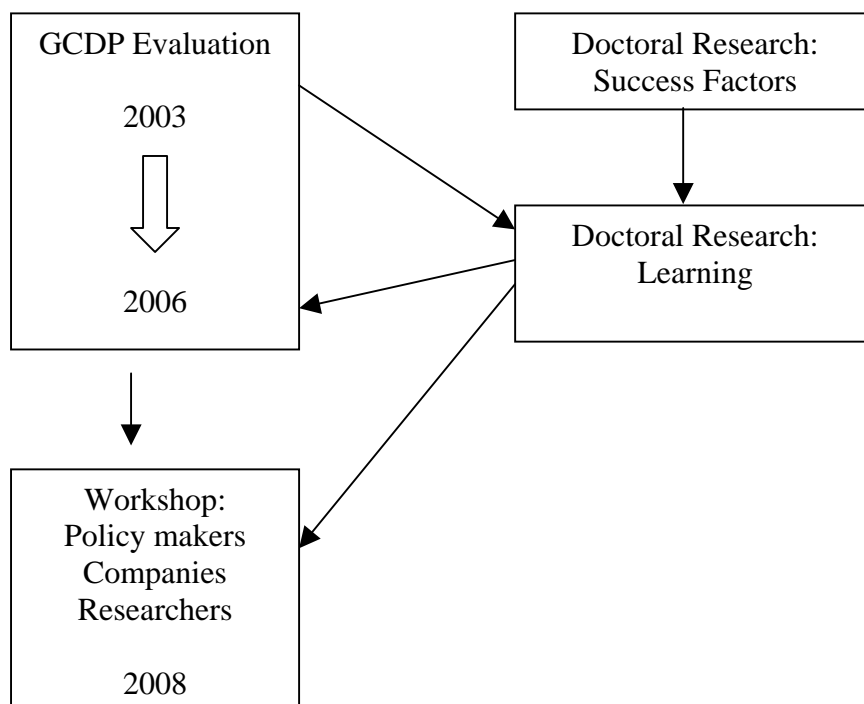 GCDP Evaluation
2003
2006
Doctoral Research:
Success Factors
Doctoral Research:
Learning
Workshop:
Policy makers
Companies
Researchers
2008